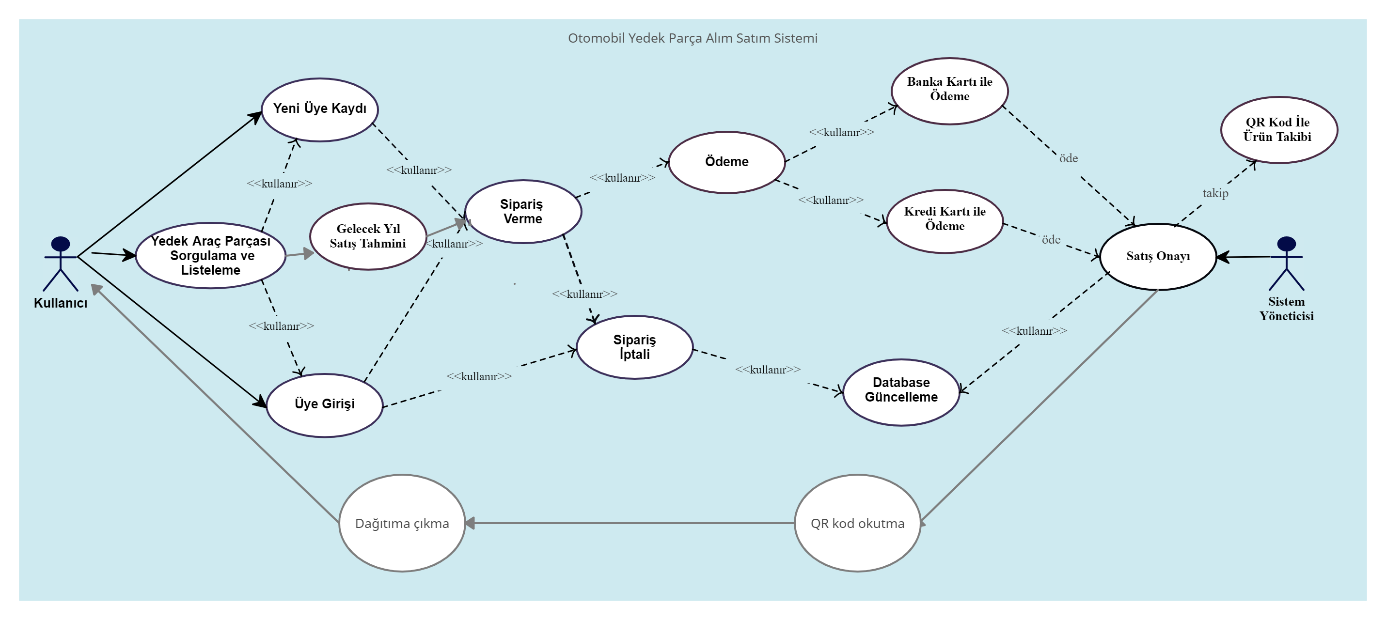 Otomobil Yedek Parça Alım Satım Sistemi
Yeni Üye Kaydı
<<kullanır>>
<<kullanır>>
Yedek Araç Parçası
Sorgulama ve
Listeleme
Gelecek Yıl
Satış Tahmini
<<kullanır>>
Kullanıcı
<<kullanır>>
Üye Girişi
<<kullanır>>
Sipariş
Verme
<<kullanır>>
<<kullanır>>
Sipariş
İptali
Ödeme
<<kullanır>>
<<kullanır>>
Banka Kartı ile
Ödeme
Kredi Kartı ile
Ödeme
öde
öde
<<kullanır>>
Database
Güncelleme
<<kullanır>>
Satış Onayı
takip
QR Kod İle
Ürün Takibi
Sistem
Yöneticisi
Dağıtıma çıkma
QR kod okutma